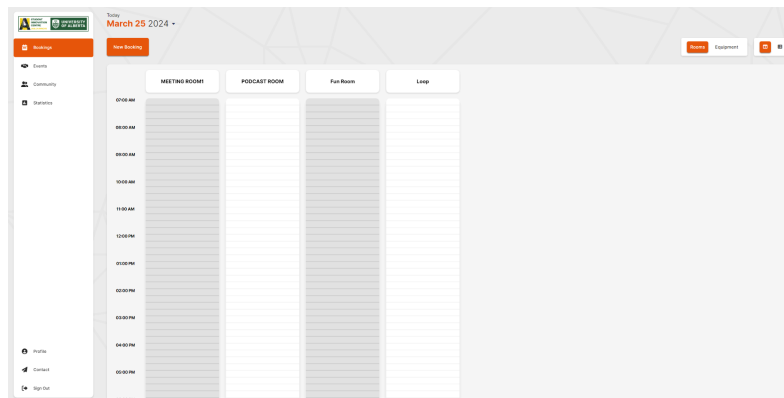 STUDENT
INNOVATION
CENTRE
UNIVERSITY
OF ALBERTA
Today
March 25 2024
Bookings
New Booking
Rooms
Equipment
Events
Community
Statistics
MEETING ROOM1
PODCAST ROOM
Fun Room
Loop
07:00 AM
08:00 AM
09:00 AM
10:00 AM
11:00 AM
12:00 PM
01:00 PM
02:00 PM
03:00 PM
04:00 PM
05:00 PM
Profile
Contact
Sign Out